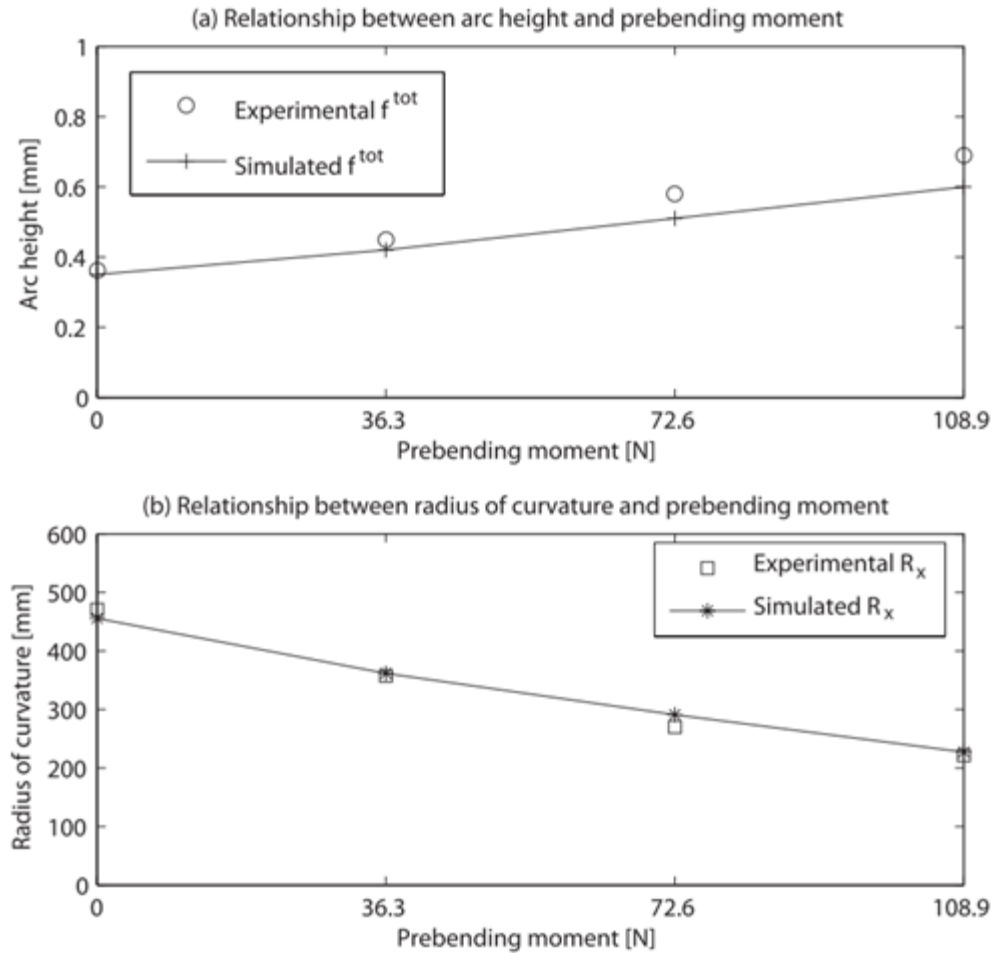 (a) Relationship between arc height and prebending moment
1
0.8
0.6
0.4
0.2
0
Arc height [mm]
Experimental f^tot
Simulated f^tot
0
36.3
72.6
108.9
Prebending moment [N]
(b) Relationship between radius of curvature and prebending moment
600
500
400
300
200
100
0
Radius of curvature [mm]
Experimental R_x
Simulated R_x
0
36.3
72.6
108.9
Prebending moment [N]